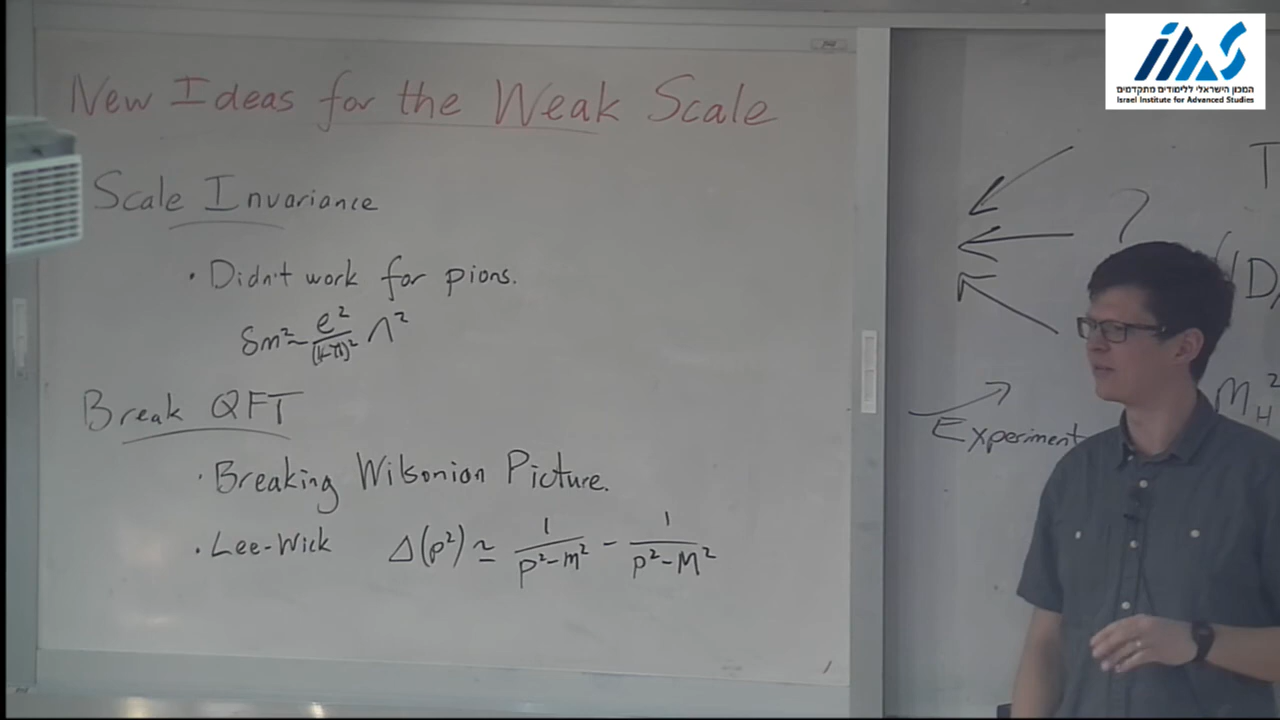 New Ideas for the Weak Scale
Scale Invariance
• Didn't work for pions.
δm² ~ e²/(4π)² Λ²
Break QFT
• Breaking Wilsonian Picture.
• Lee-Wick Δ(p²) ≃ 1/(p²-m²) - 1/(p²-M²)
?
Experiment
M_H²
המכון הישראלי ללימודים מתקדמים
Israel Institute for Advanced Studies